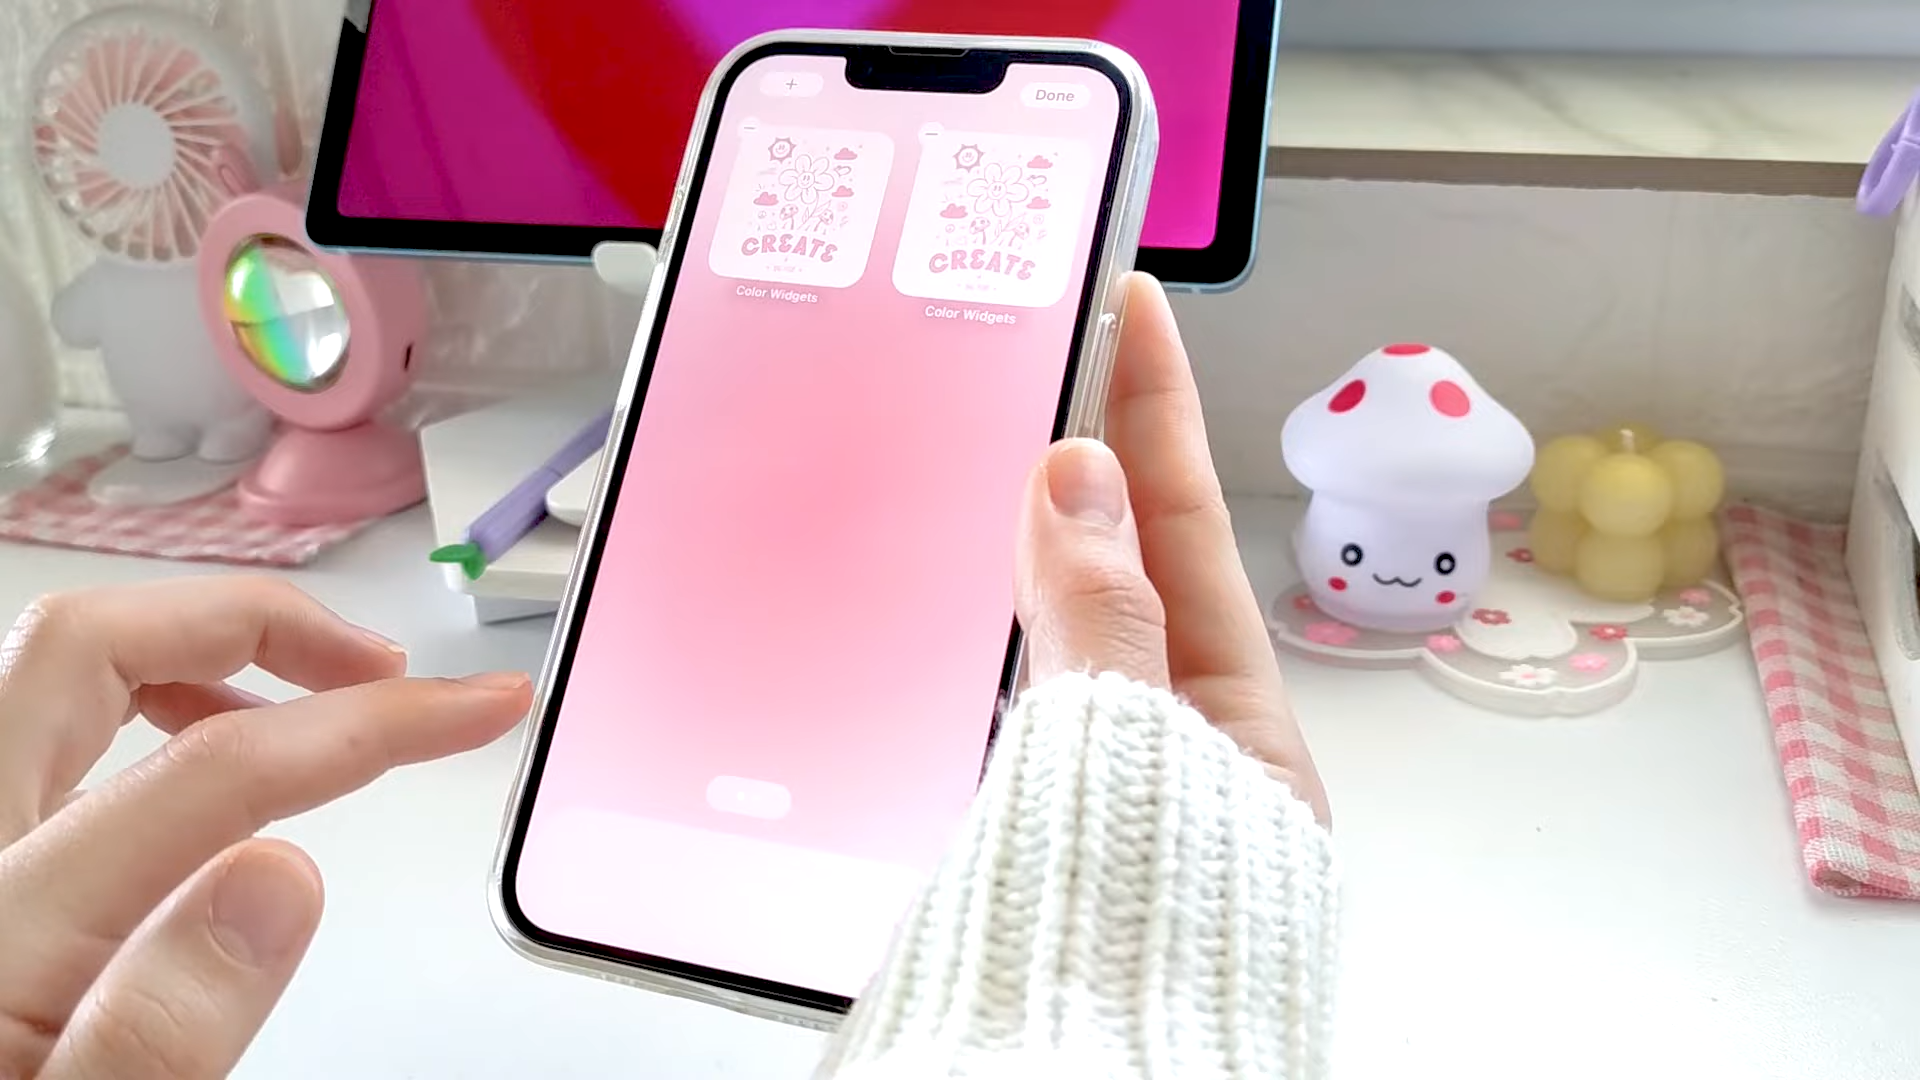 +
Done
CREATE
CREATE
Color Widgets
Color Widgets